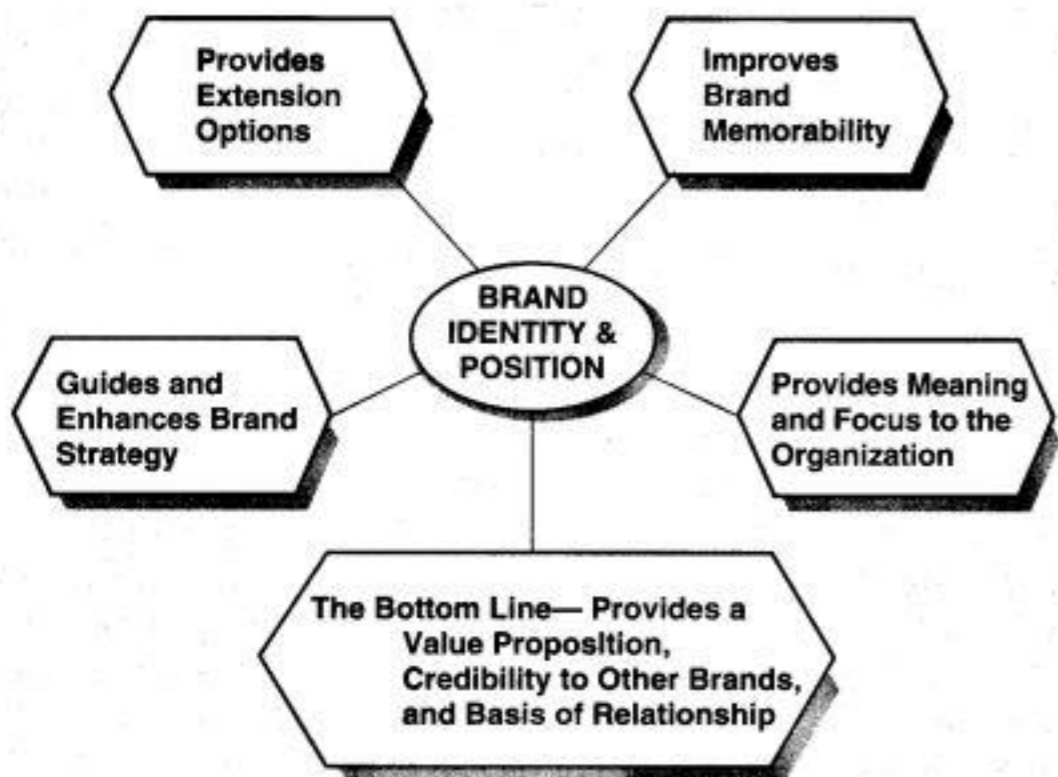 Provides
Extension
Options
Improves
Brand
Memorability
BRAND
IDENTITY &
POSITION
Guides and
Enhances Brand
Strategy
Provides Meaning
and Focus to the
Organization
The Bottom Line— Provides a
Value Proposition,
Credibility to Other Brands,
and Basis of Relationship